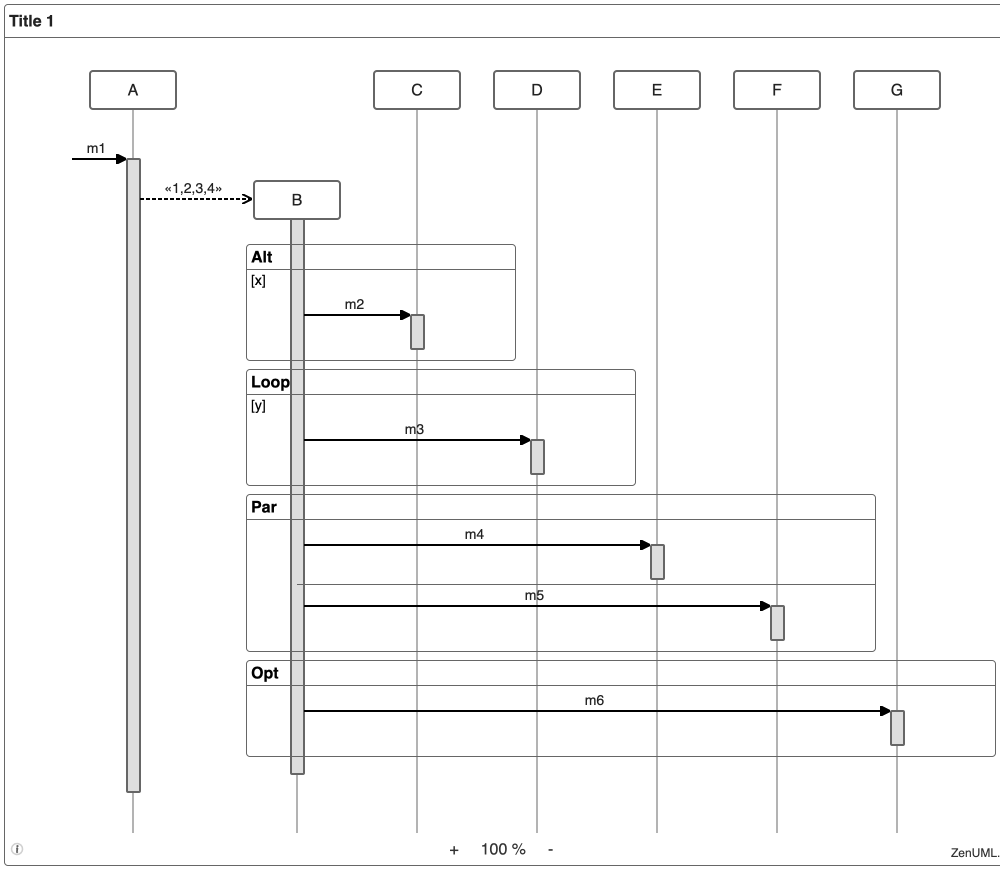 Title 1
A
C
D
E
F
G
m1
«1,2,3,4»
B
Alt
[x]
m2
Loop
[y]
m3
Par
m4
m5
Opt
m6
+ 100 % -
ZenUML.